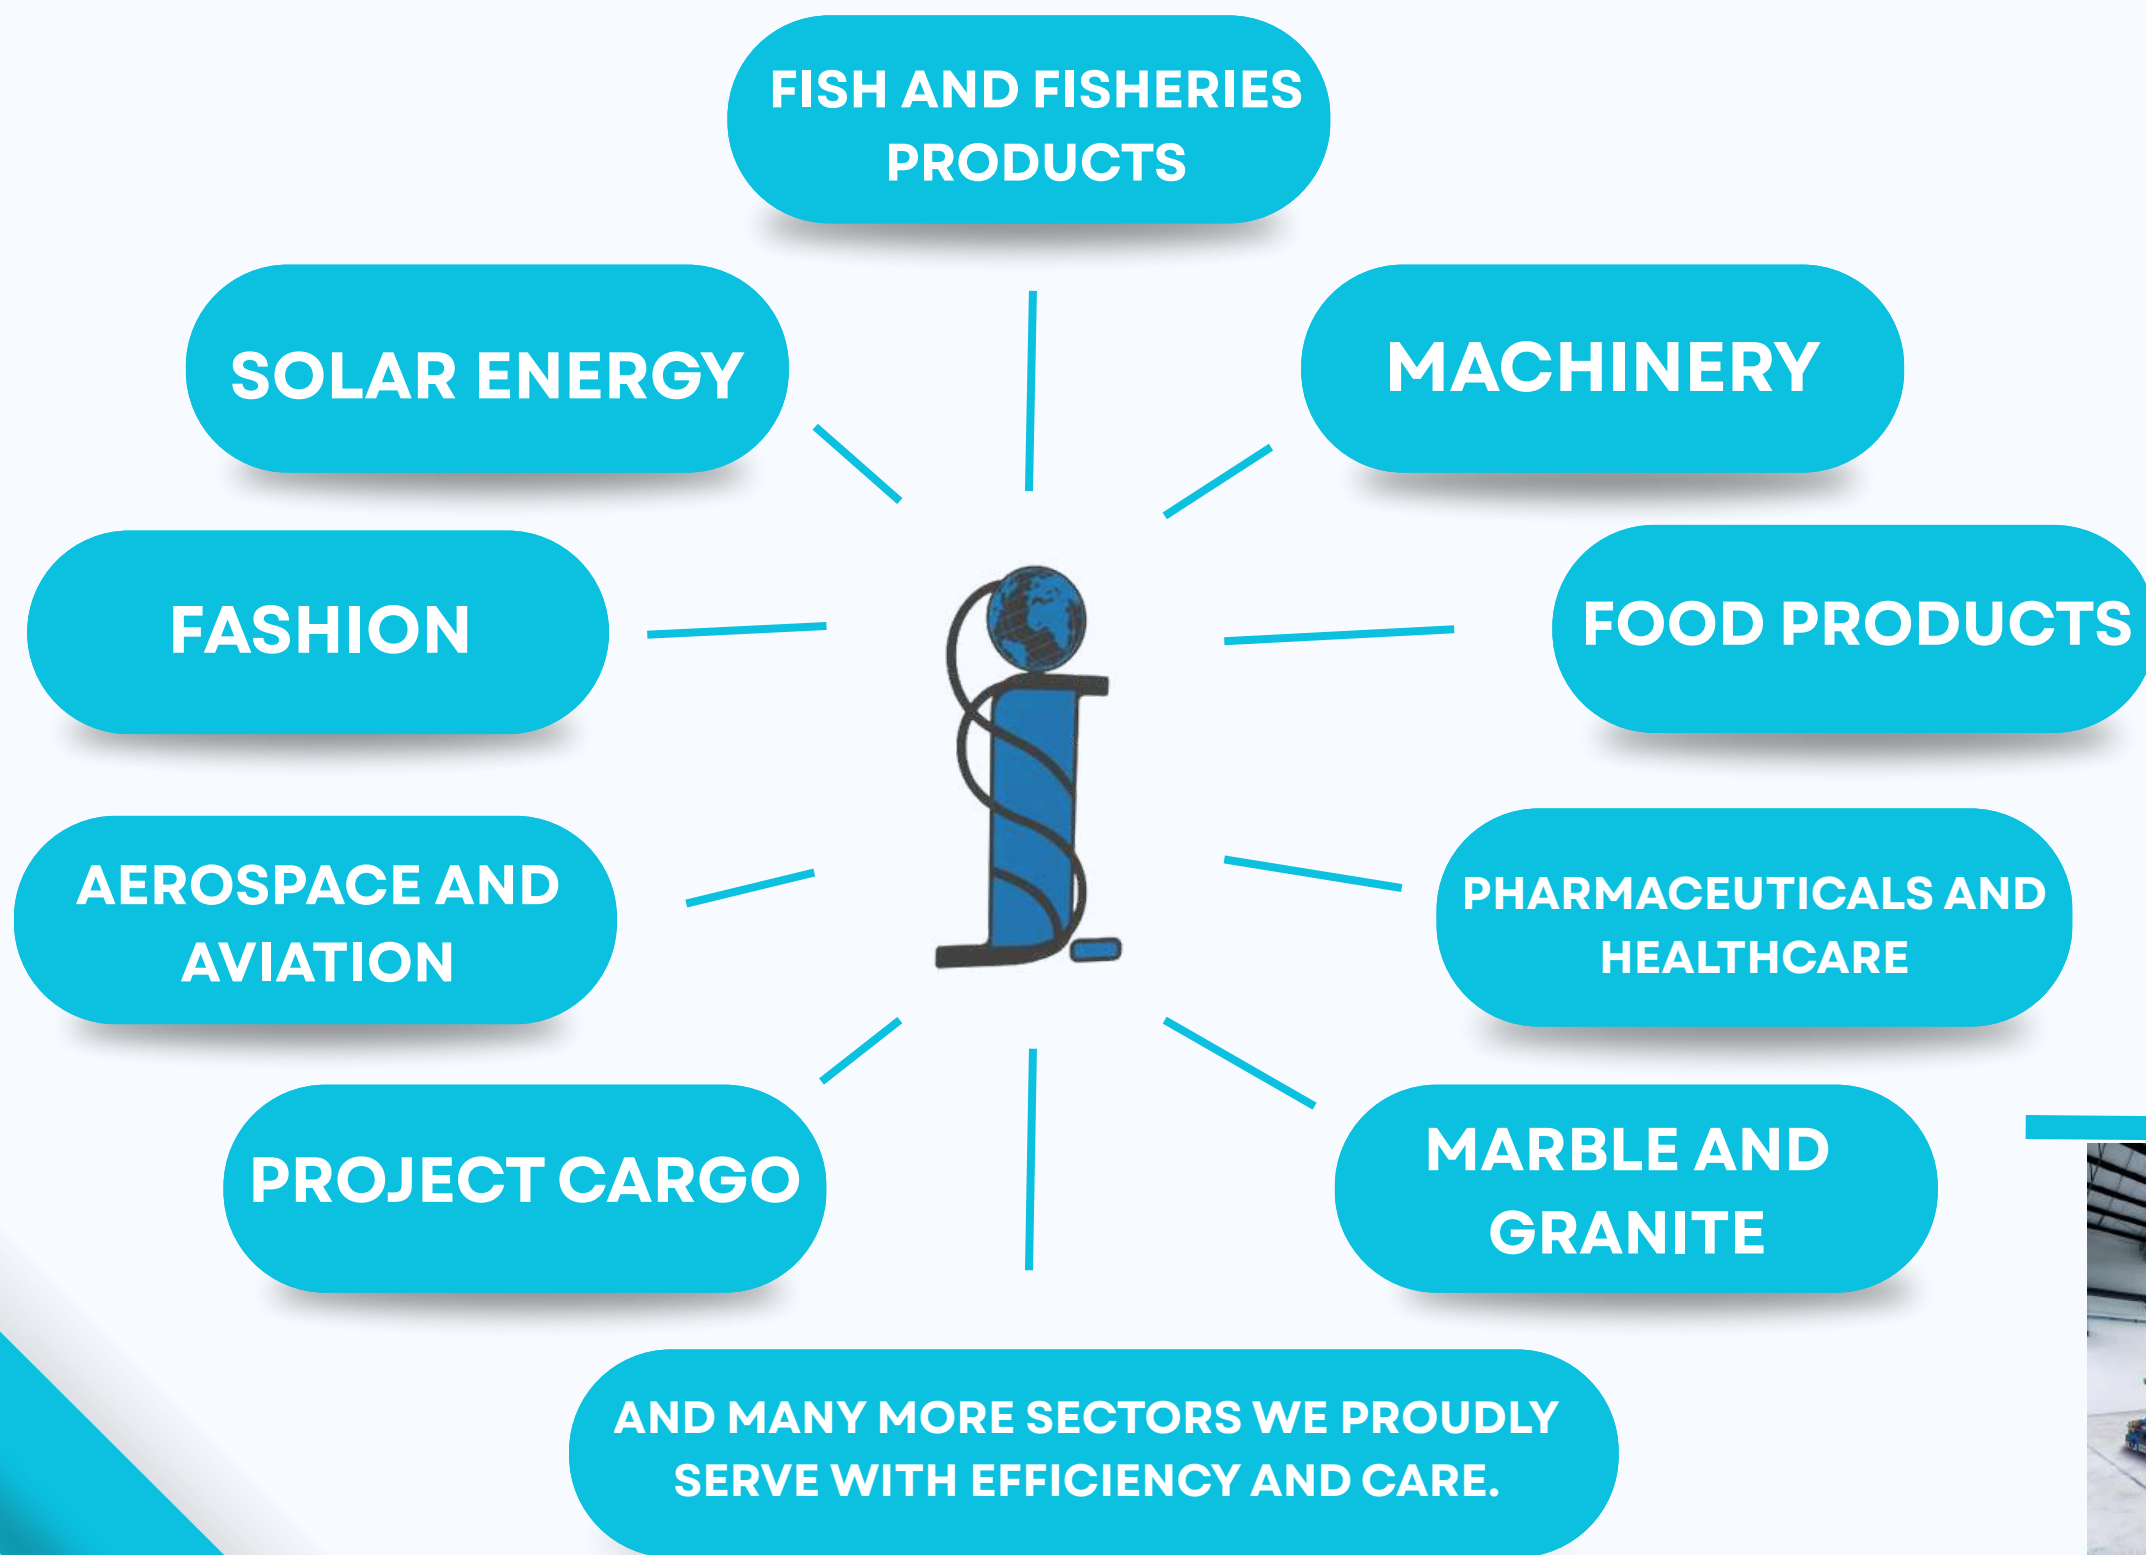 FISH AND FISHERIES
PRODUCTS
SOLAR ENERGY
MACHINERY
FASHION
FOOD PRODUCTS
AEROSPACE AND
AVIATION
PHARMACEUTICALS AND
HEALTHCARE
PROJECT CARGO
MARBLE AND
GRANITE
AND MANY MORE SECTORS WE PROUDLY
SERVE WITH EFFICIENCY AND CARE.